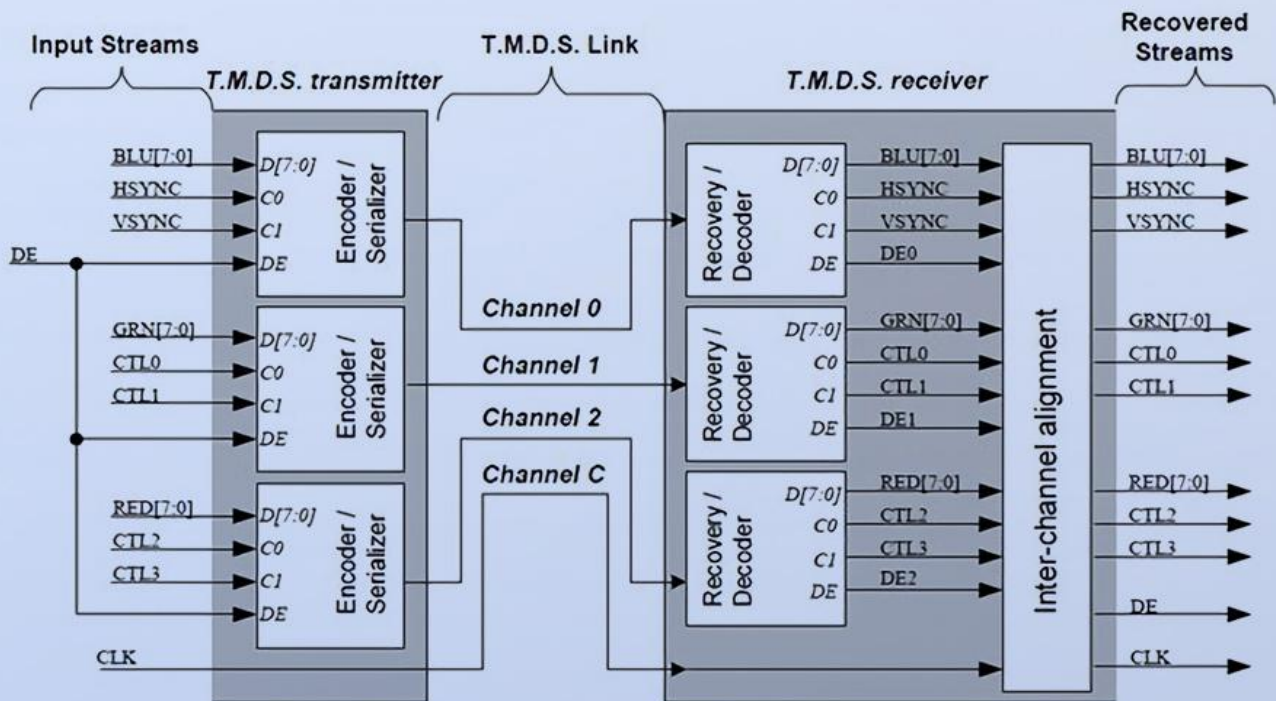 Input Streams
T.M.D.S. Link
Recovered
Streams
T.M.D.S. transmitter
T.M.D.S. receiver
BLU[7:0]
HSYNC
VSYNC
DE
D[7:0]
C0
C1
DE
Encoder /
Serializer
GRN[7:0]
CTL0
CTL1
D[7:0]
C0
C1
DE
Encoder /
Serializer
RED[7:0]
CTL2
CTL3
D[7:0]
C0
C1
DE
Encoder /
Serializer
CLK
Channel 0
Channel 1
Channel 2
Channel C
Recovery /
Decoder
D[7:0]
C0
C1
DE
BLU[7:0]
HSYNC
VSYNC
DE0
Recovery /
Decoder
D[7:0]
C0
C1
DE
GRN[7:0]
CTL0
CTL1
DE1
Recovery /
Decoder
D[7:0]
C0
C1
DE
RED[7:0]
CTL2
CTL3
DE2
Inter-channel alignment
BLU[7:0]
HSYNC
VSYNC
GRN[7:0]
CTL0
CTL1
RED[7:0]
CTL2
CTL3
DE
CLK